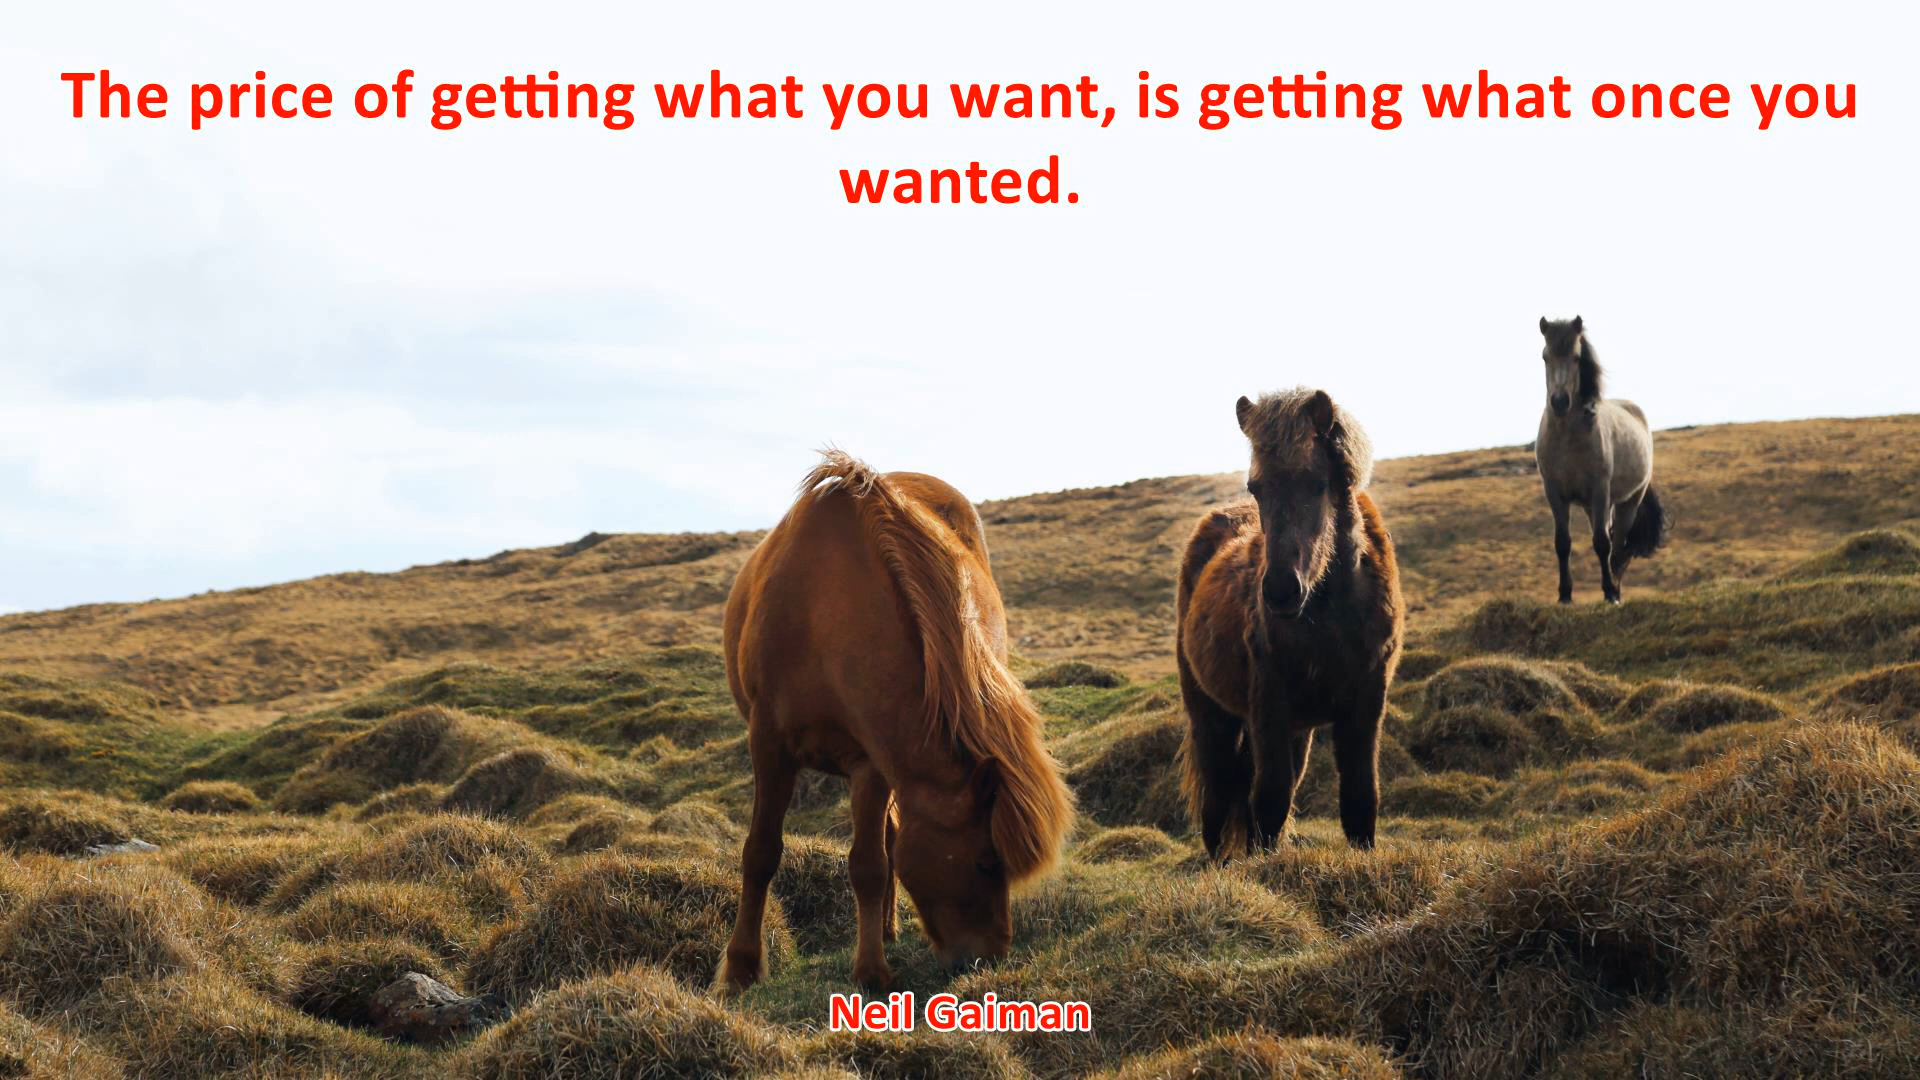 The price of getting what you want, is getting what once you
wanted.
Neil Gaiman